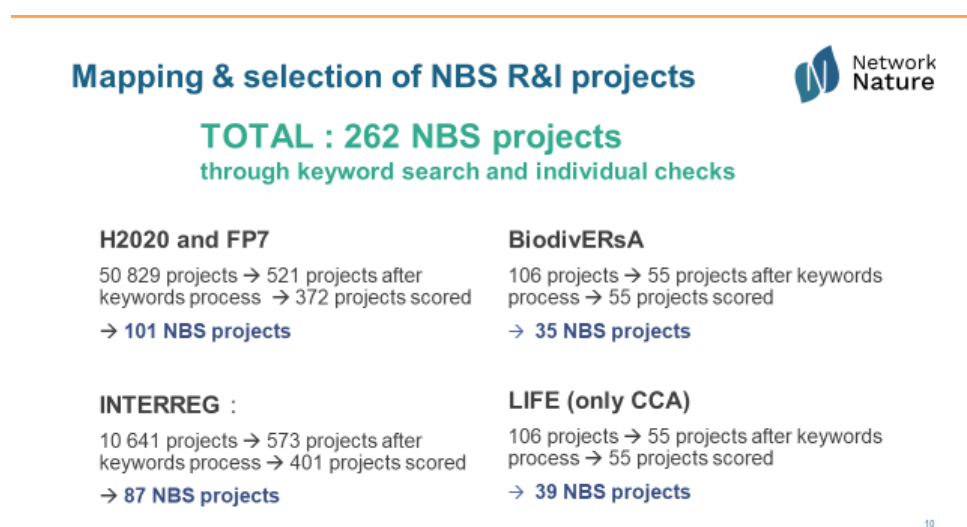 Mapping & selection of NBS R&I projects
Network
Nature
TOTAL : 262 NBS projects
through keyword search and individual checks
H2020 and FP7
50 829 projects → 521 projects after
keywords process → 372 projects scored
→ 101 NBS projects
BiodivERsA
106 projects → 55 projects after keywords
process → 55 projects scored
→ 35 NBS projects
INTERREG :
10 641 projects → 573 projects after
keywords process → 401 projects scored
→ 87 NBS projects
LIFE (only CCA)
106 projects → 55 projects after keywords
process → 55 projects scored
→ 39 NBS projects
10